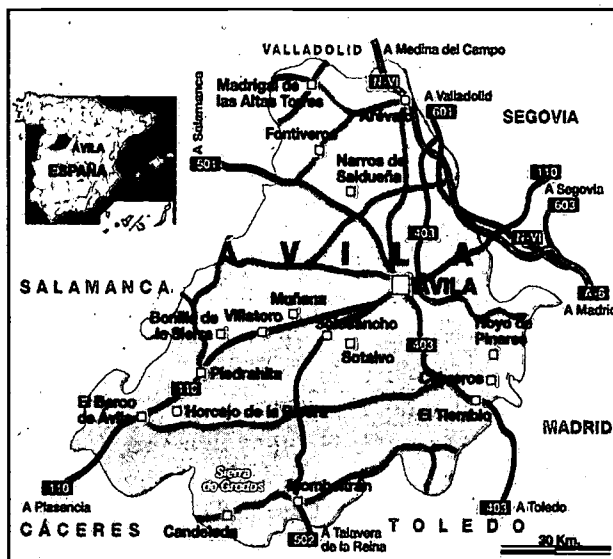 VALLADOLID
A Medina del Campo
N-VI
A Salamanca
Madrigal de
las Altas Torres
Arévalo
A Valladolid
601
SEGOVIA
Fontiveros
501
Narros de
Saldueña
110
A Segovia
603
ÁVILA
ESPAÑA
403
N-VI
ÁVILA
ÁVILA
A-6
A Madrid
SALAMANCA
Muñana
Bonilla de
la Sierra
Villatoro
Solosancho
Sotalvo
403
Hoyo de
Pinares
Piedrahita
110
Cebreros
El Barco
de Ávila
Horcajo de la Ribera
El Tiemblo
MADRID
Sierra
de Gredos
Mombeltrán
110
A Plasencia
CÁCERES
Candeleda
502
A Talavera
de la Reina
TOLEDO
403
A Toledo
20 Km.